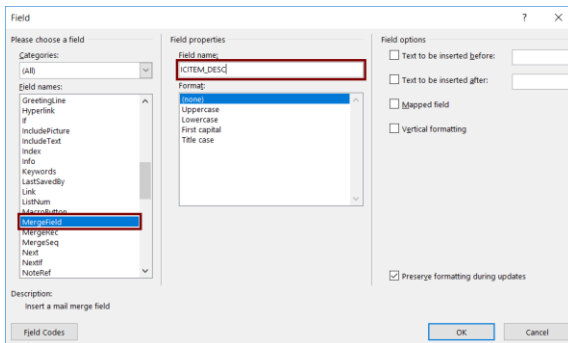 Field
? ×
Please choose a field
Categories:
(All)
Field names:
GreetingLine
Hyperlink
If
IncludePicture
IncludeText
Index
Info
Keywords
LastSavedBy
Link
ListNum
MacroButton
MergeField
MergeRec
MergeSeq
Next
NextIf
NoteRef
Field properties
Field name:
ICITEM_DESC
Format:
(none)
Uppercase
Lowercase
First capital
Title case
Field options
Text to be inserted before:
Text to be inserted after:
Mapped field
Vertical formatting
Preserve formatting during updates
Description:
Insert a mail merge field
Field Codes
OK
Cancel